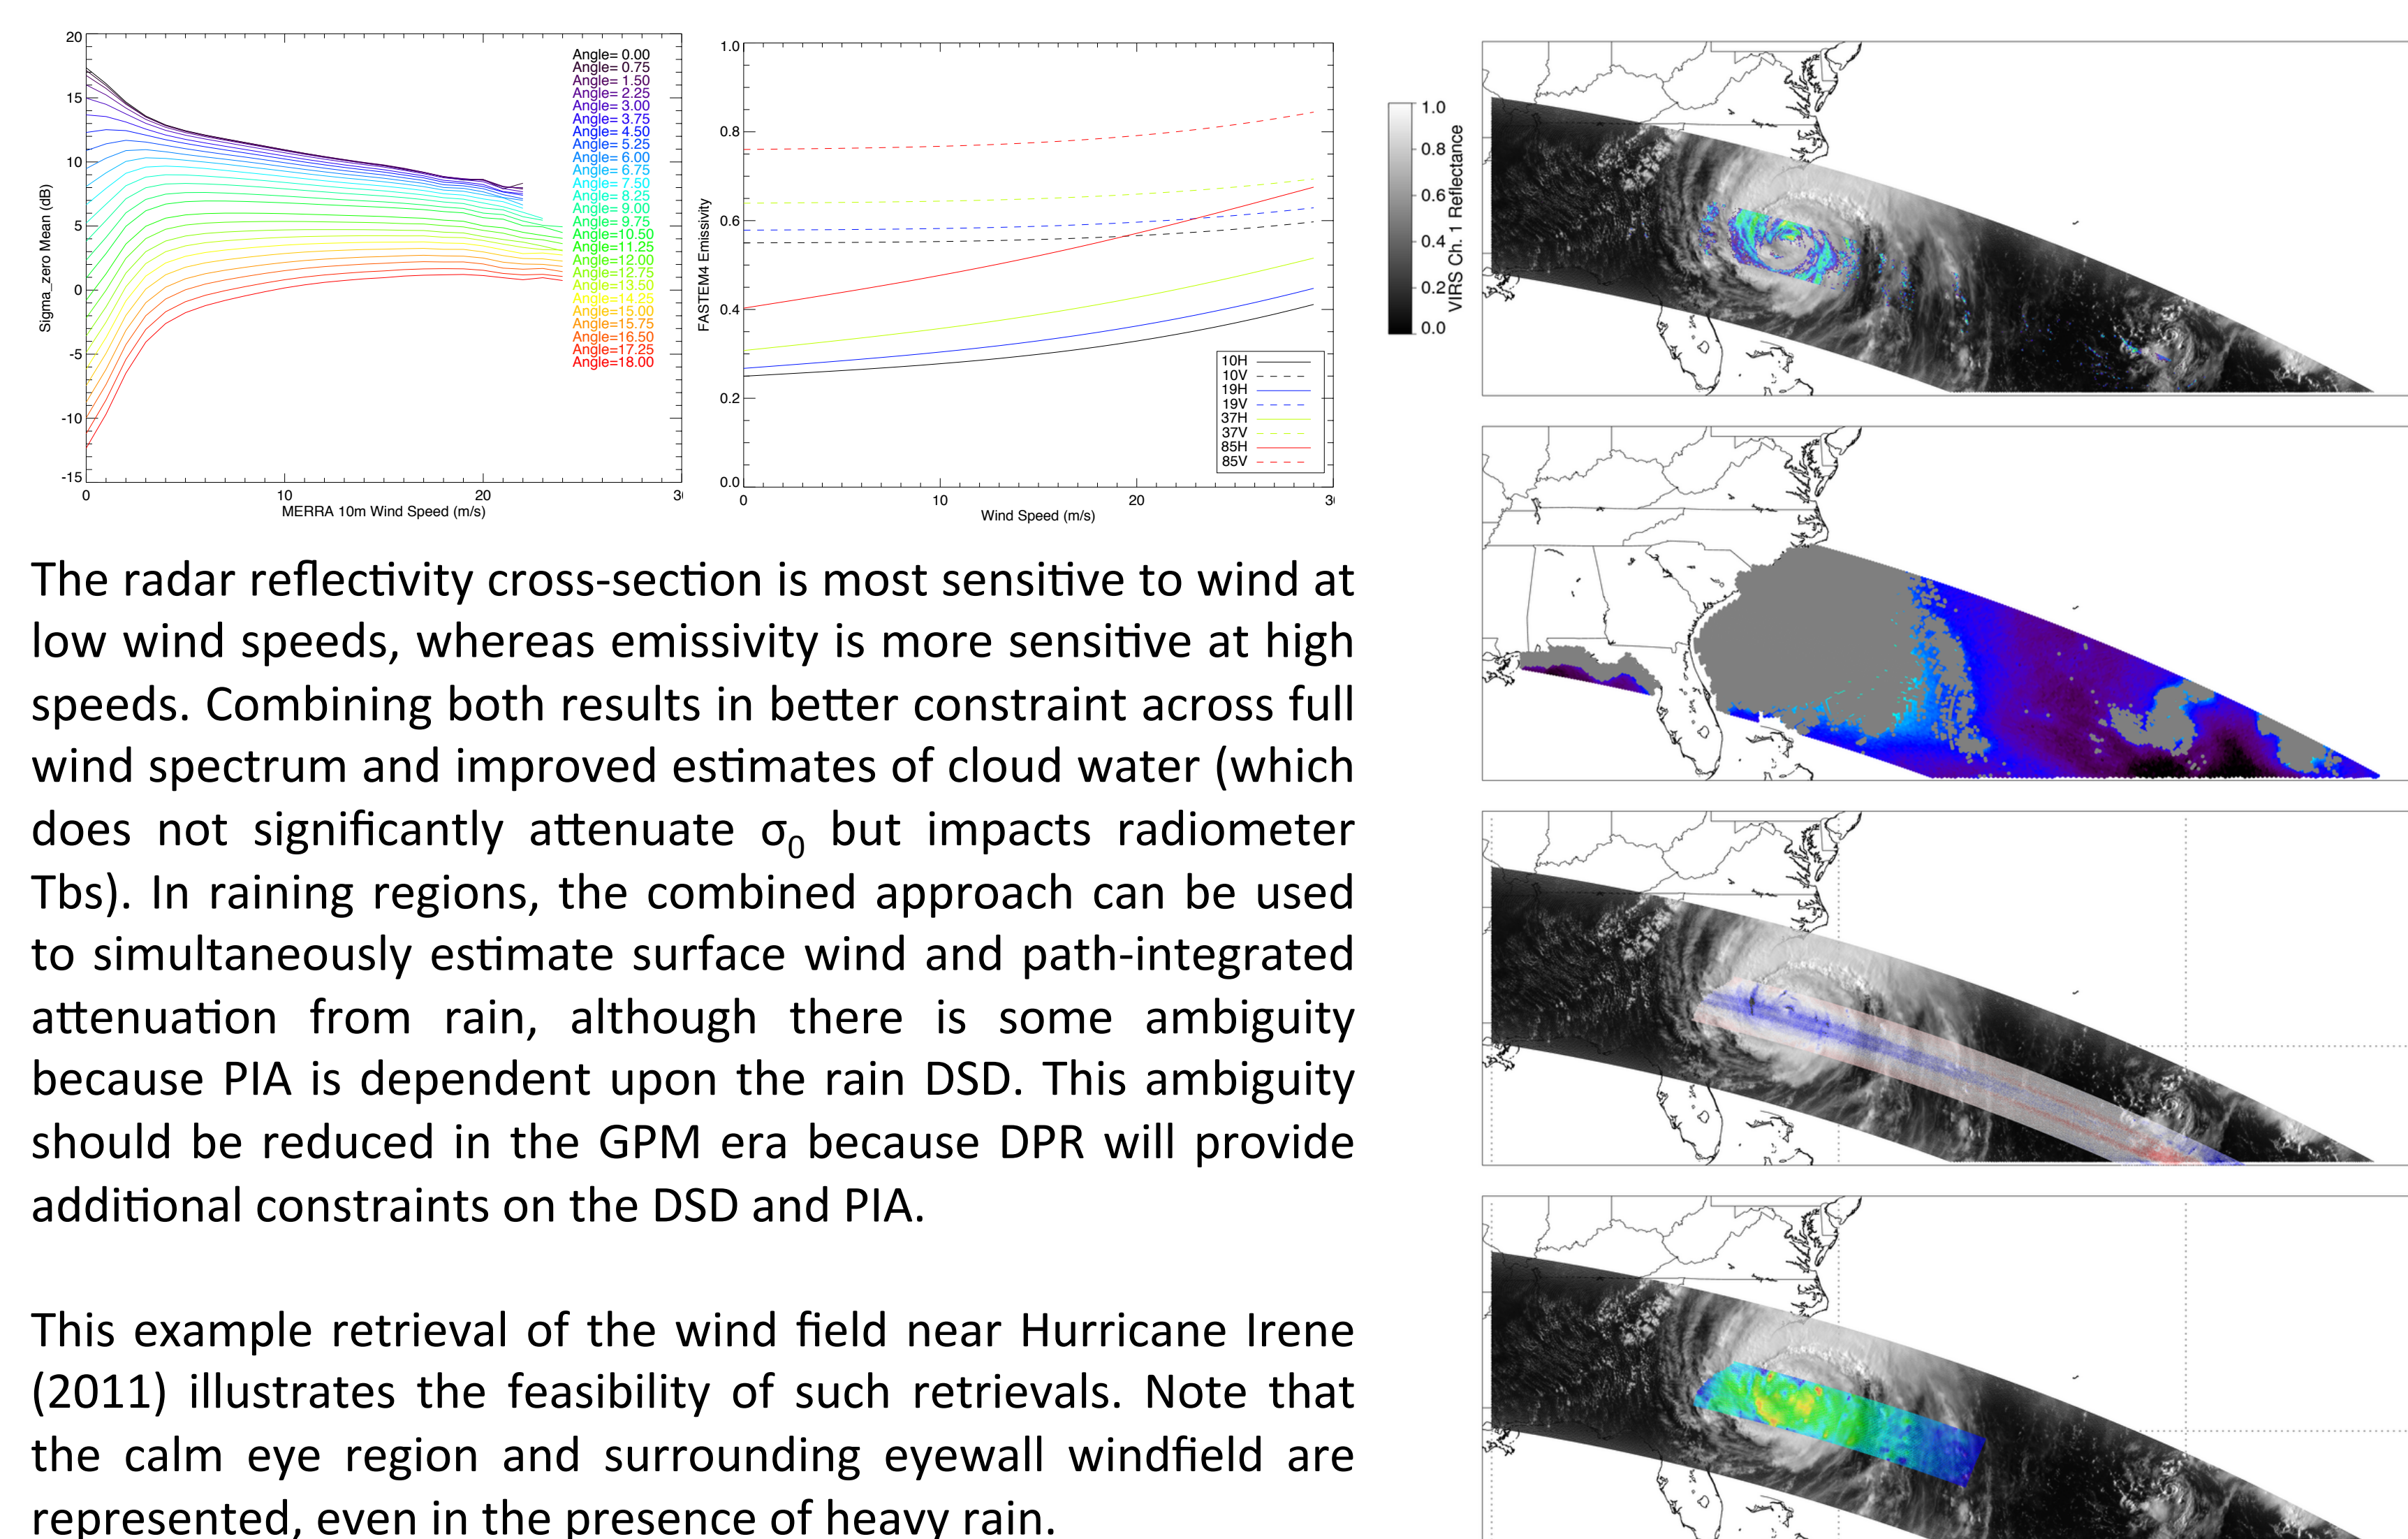 20
15
10
5
0
-5
-10
-15
Sigma_zero Mean (dB)
0
10
20
MERRA 10m Wind Speed (m/s)
Angle= 0.00
Angle= 0.75
Angle= 1.50
Angle= 2.25
Angle= 3.00
Angle= 3.75
Angle= 4.50
Angle= 5.25
Angle= 6.00
Angle= 6.75
Angle= 7.50
Angle= 8.25
Angle= 9.00
Angle= 9.75
Angle=10.50
Angle=11.25
Angle=12.00
Angle=12.75
Angle=13.50
Angle=14.25
Angle=15.00
Angle=15.75
Angle=16.50
Angle=17.25
Angle=18.00
1.0
0.8
0.6
0.4
0.2
0.0
FASTEM4 Emissivity
0
10
20
Wind Speed (m/s)
10H
10V
19H
19V
37H
37V
85H
85V
1.0
0.8
0.6
0.4
0.2
0.0
VIRS Ch. 1 Reflectance
The radar reflectivity cross-section is most sensitive to wind at
low wind speeds, whereas emissivity is more sensitive at high
speeds. Combining both results in better constraint across full
wind spectrum and improved estimates of cloud water (which
does not significantly attenuate σ₀ but impacts radiometer
Tbs). In raining regions, the combined approach can be used
to simultaneously estimate surface wind and path-integrated
attenuation from rain, although there is some ambiguity
because PIA is dependent upon the rain DSD. This ambiguity
should be reduced in the GPM era because DPR will provide
additional constraints on the DSD and PIA.
This example retrieval of the wind field near Hurricane Irene
(2011) illustrates the feasibility of such retrievals. Note that
the calm eye region and surrounding eyewall windfield are
represented, even in the presence of heavy rain.